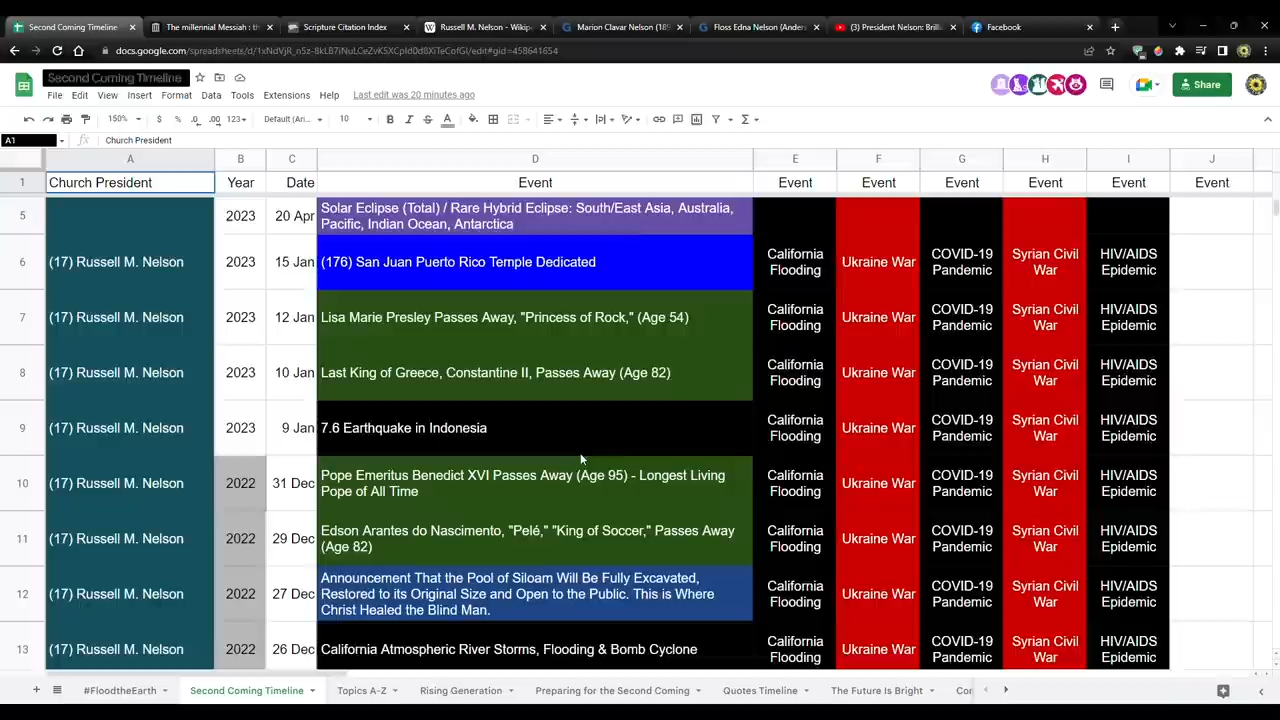 Second Coming Timeline
The millennial Messiah : th
Scripture Citation Index
Russell M. Nelson - Wikip
Marion Clavar Nelson (189
Floss Edna Nelson (Anders
(3) President Nelson: Brilli
Facebook
docs.google.com/spreadsheets/d/1xNdVjR_n5z-8kLB7iNuLCeZvK5XCpId0d8XiTeCofGI/edit#gid=458641654
Second Coming Timeline
File Edit View Insert Format Data Tools Extensions Help Last edit was 20 minutes ago
Share
150% $ % .0 .00 123 Default (Ari... 10
A1 Church President
A B C D E F G H I J
1 Church President Year Date Event Event Event Event Event Event Event
5 2023 20 Apr Solar Eclipse (Total) / Rare Hybrid Eclipse: South/East Asia, Australia,
Pacific, Indian Ocean, Antarctica
6 (17) Russell M. Nelson 2023 15 Jan (176) San Juan Puerto Rico Temple Dedicated California Flooding Ukraine War COVID-19 Pandemic Syrian Civil War HIV/AIDS Epidemic
7 (17) Russell M. Nelson 2023 12 Jan Lisa Marie Presley Passes Away, "Princess of Rock," (Age 54) California Flooding Ukraine War COVID-19 Pandemic Syrian Civil War HIV/AIDS Epidemic
8 (17) Russell M. Nelson 2023 10 Jan Last King of Greece, Constantine II, Passes Away (Age 82) California Flooding Ukraine War COVID-19 Pandemic Syrian Civil War HIV/AIDS Epidemic
9 (17) Russell M. Nelson 2023 9 Jan 7.6 Earthquake in Indonesia California Flooding Ukraine War COVID-19 Pandemic Syrian Civil War HIV/AIDS Epidemic
10 (17) Russell M. Nelson 2022 31 Dec Pope Emeritus Benedict XVI Passes Away (Age 95) - Longest Living
Pope of All Time California Flooding Ukraine War COVID-19 Pandemic Syrian Civil War HIV/AIDS Epidemic
11 (17) Russell M. Nelson 2022 29 Dec Edson Arantes do Nascimento, "Pelé," "King of Soccer," Passes Away
(Age 82) California Flooding Ukraine War COVID-19 Pandemic Syrian Civil War HIV/AIDS Epidemic
12 (17) Russell M. Nelson 2022 27 Dec Announcement That the Pool of Siloam Will Be Fully Excavated,
Restored to its Original Size and Open to the Public. This is Where
Christ Healed the Blind Man. California Flooding Ukraine War COVID-19 Pandemic Syrian Civil War HIV/AIDS Epidemic
13 (17) Russell M. Nelson 2022 26 Dec California Atmospheric River Storms, Flooding & Bomb Cyclone California Flooding Ukraine War COVID-19 Pandemic Syrian Civil War HIV/AIDS Epidemic
#FloodtheEarth Second Coming Timeline Topics A-Z Rising Generation Preparing for the Second Coming Quotes Timeline The Future Is Bright Cor